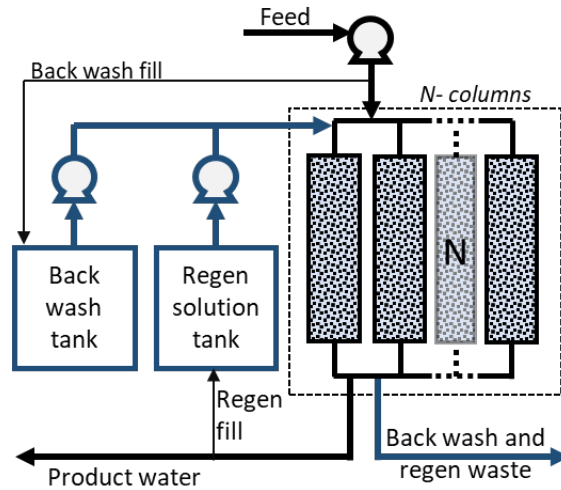 Feed
Back wash fill
N- columns
Back
wash
tank
Regen
solution
tank
N
Regen
fill
Product water
Back wash and
regen waste